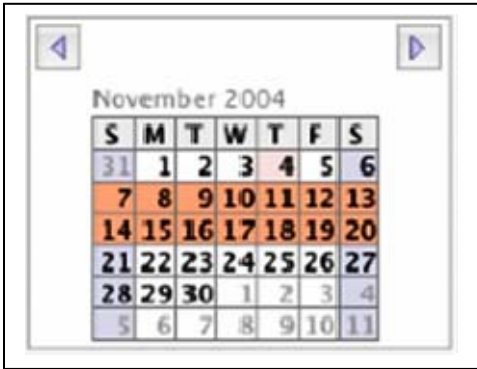 November 2004
S M T W T F S
31 1 2 3 4 5 6
7 8 9 10 11 12 13
14 15 16 17 18 19 20
21 22 23 24 25 26 27
28 29 30 1 2 3 4
5 6 7 8 9 10 11